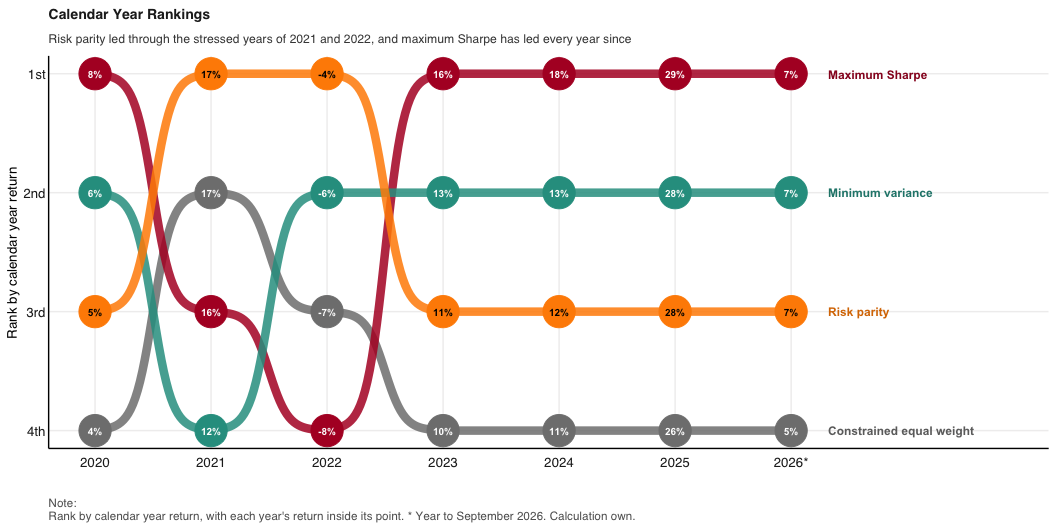 Calendar Year Rankings
Risk parity led through the stressed years of 2021 and 2022, and maximum Sharpe has led every year since
Rank by calendar year return
1st 8% 17% -4% 16% 18% 29% 7% Maximum Sharpe
2nd 6% 17% -6% 13% 13% 28% 7% Minimum variance
3rd 5% 16% -7% 11% 12% 28% 7% Risk parity
4th 4% 12% -8% 10% 11% 26% 5% Constrained equal weight
2020 2021 2022 2023 2024 2025 2026*
Note:
Rank by calendar year return, with each year's return inside its point. * Year to September 2026. Calculation own.